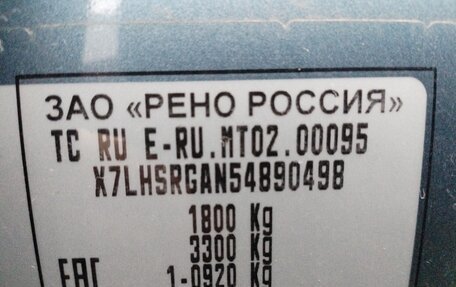 ЗАО «РЕНО РОССИЯ»
TC RU E-RU.MT02.00095
X7LHSRGAN54890498
1800 Kg
3300 Kg
EAC 1-0920 Kg